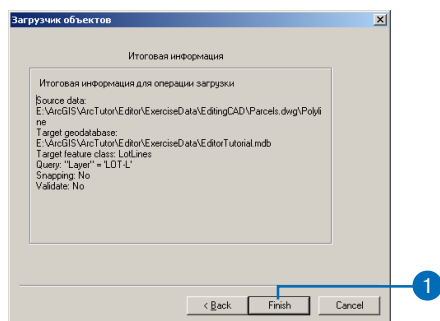 Загрузчик объектов
Итоговая информация
Итоговая информация для операции загрузки
Source data:
E:\ArcGIS\ArcTutor\Editor\ExerciseData\EditingCAD\Parcels.dwg\Polyli
ne
Target geodatabase:
E:\ArcGIS\ArcTutor\Editor\ExerciseData\EditorTutorial.mdb
Target feature class: LotLines
Query: "Layer" = 'LOT-L'
Snapping: No
Validate: No
< Back
Finish
Cancel
1